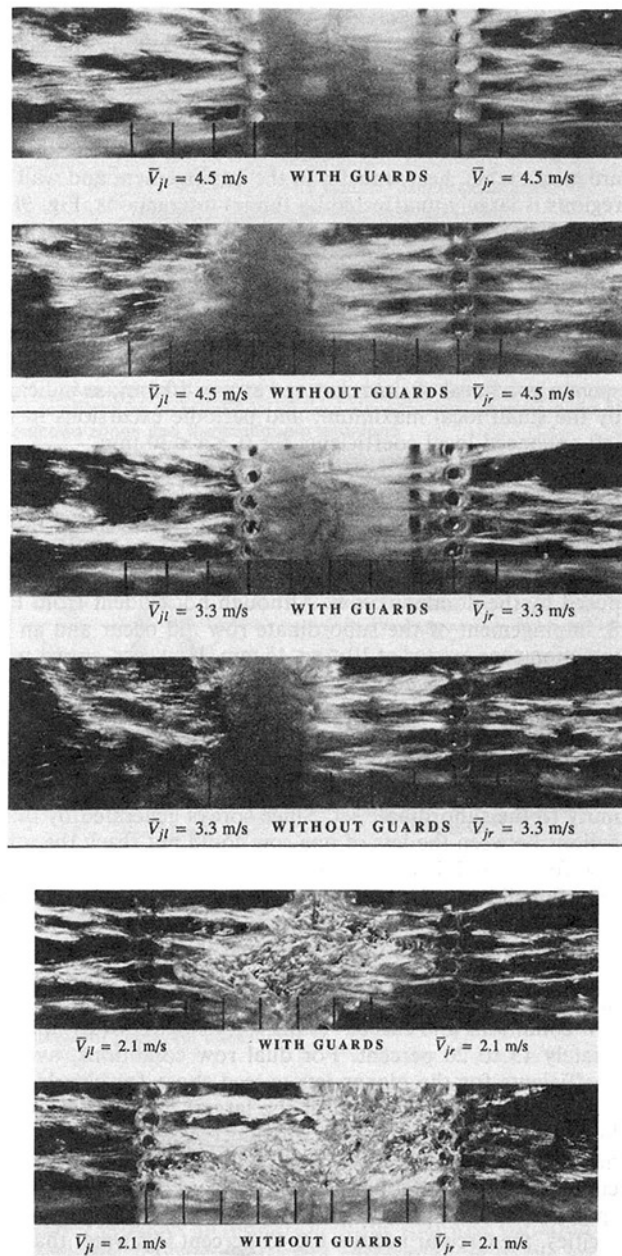 V̄jl = 4.5 m/s WITH GUARDS V̄jr = 4.5 m/s
V̄jl = 4.5 m/s WITHOUT GUARDS V̄jr = 4.5 m/s
V̄jl = 3.3 m/s WITH GUARDS V̄jr = 3.3 m/s
V̄jl = 3.3 m/s WITHOUT GUARDS V̄jr = 3.3 m/s
V̄jl = 2.1 m/s WITH GUARDS V̄jr = 2.1 m/s
V̄jl = 2.1 m/s WITHOUT GUARDS V̄jr = 2.1 m/s